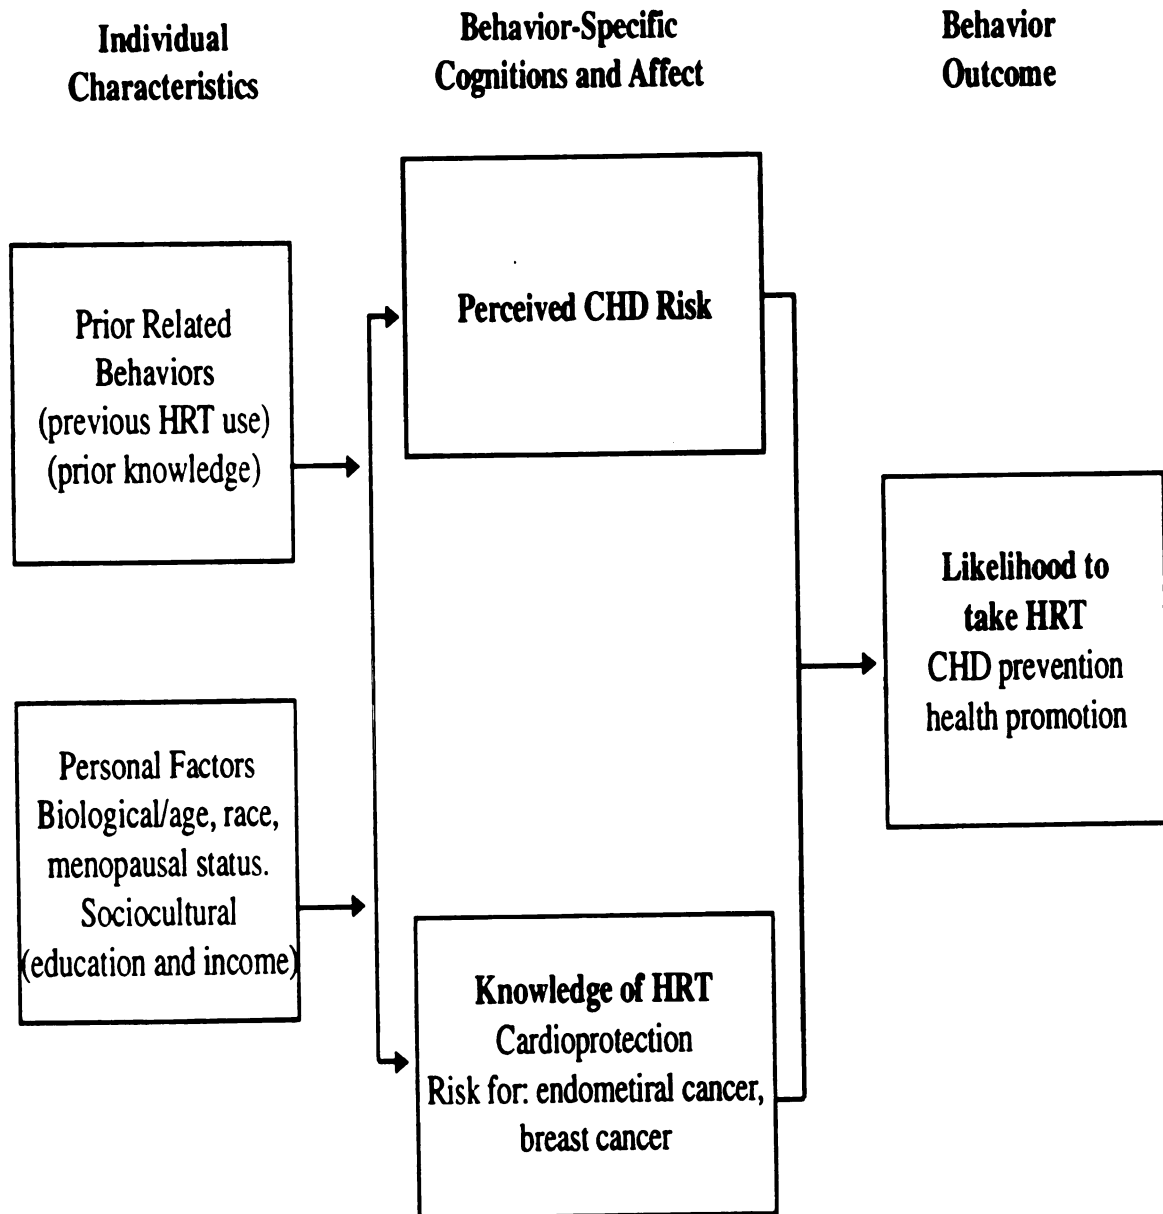 Individual
Characteristics
Behavior-Specific
Cognitions and Affect
Behavior
Outcome
Prior Related
Behaviors
(previous HRT use)
(prior knowledge)
Perceived CHD Risk
Personal Factors
Biological/age, race,
menopausal status.
Sociocultural
(education and income)
Knowledge of HRT
Cardioprotection
Risk for: endometiral cancer,
breast cancer
Likelihood to
take HRT
CHD prevention
health promotion